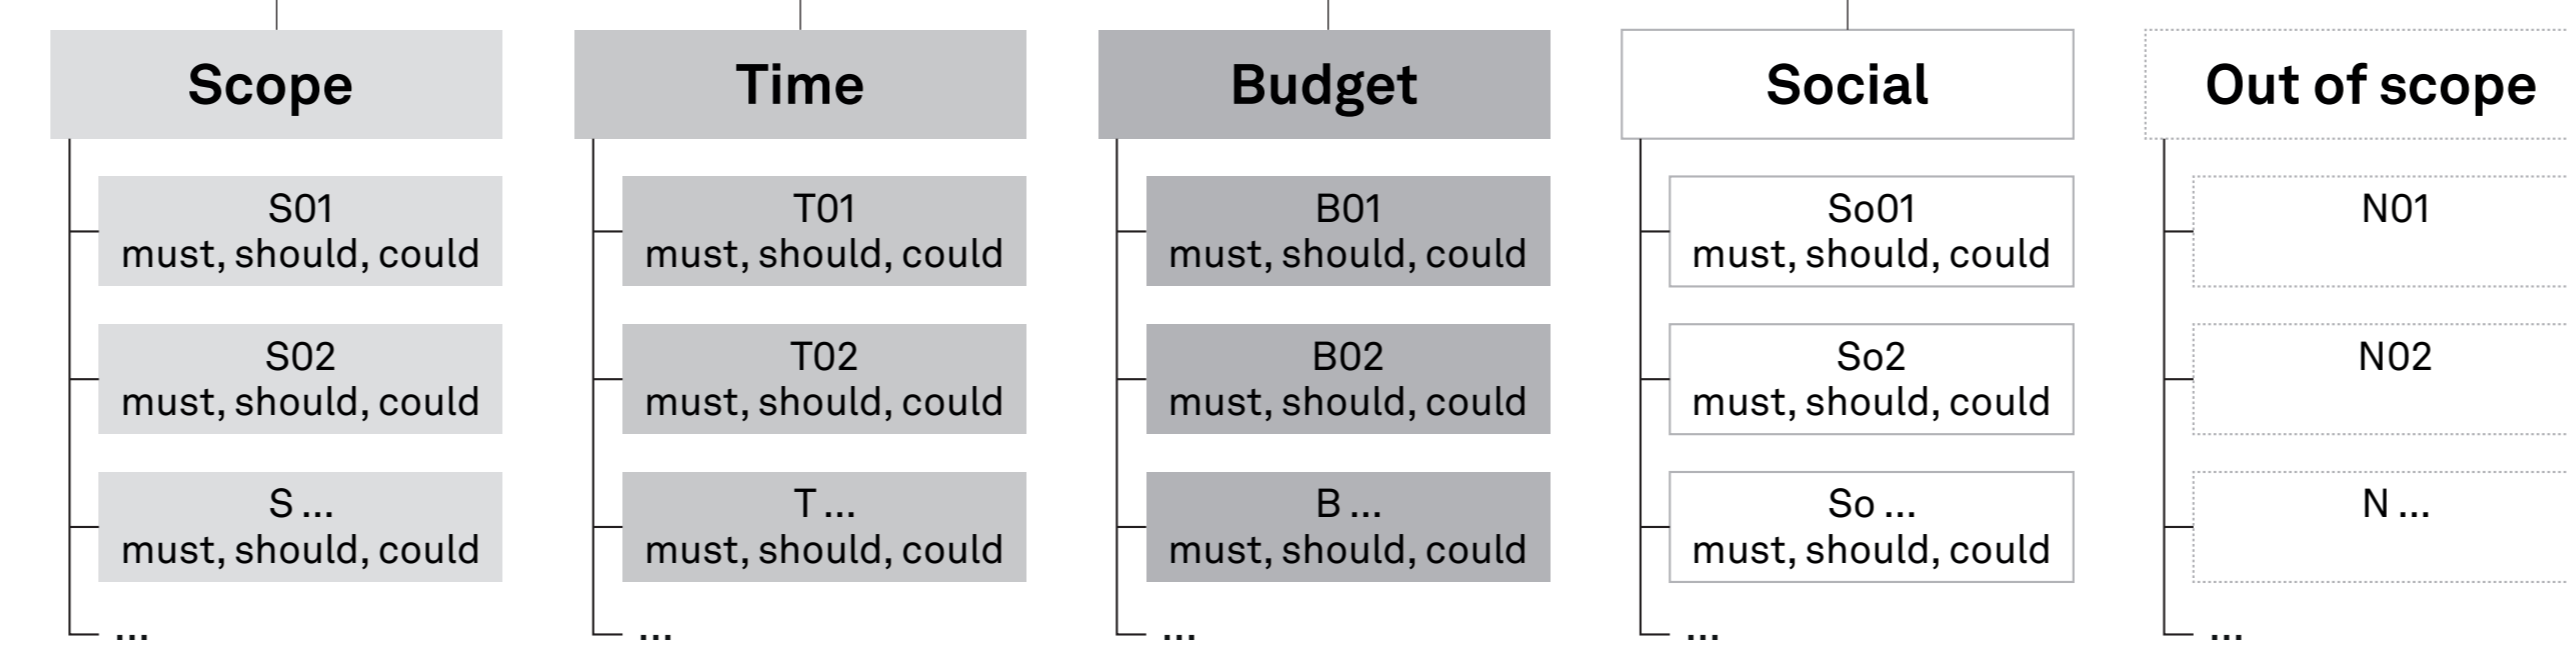 Scope
S01
must, should, could
S02
must, should, could
S ...
must, should, could
...
Time
T01
must, should, could
T02
must, should, could
T ...
must, should, could
...
Budget
B01
must, should, could
B02
must, should, could
B ...
must, should, could
...
Social
So01
must, should, could
So2
must, should, could
So ...
must, should, could
...
Out of scope
N01
N02
N ...
...